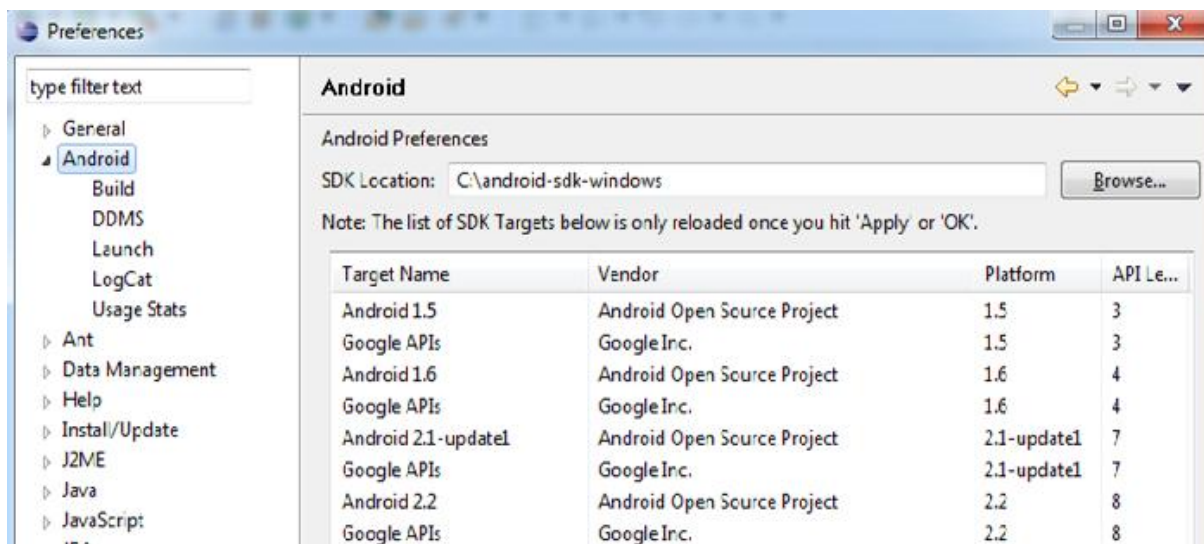 Preferences
type filter text
General
Android
Build
DDMS
Launch
LogCat
Usage Stats
Ant
Data Management
Help
Install/Update
J2ME
Java
JavaScript
Android
Android Preferences
SDK Location: C:\android-sdk-windows Browse...
Note: The list of SDK Targets below is only reloaded once you hit 'Apply' or 'OK'.
Target Name Vendor Platform API Le...
Android 1.5 Android Open Source Project 1.5 3
Google APIs Google Inc. 1.5 3
Android 1.6 Android Open Source Project 1.6 4
Google APIs Google Inc. 1.6 4
Android 2.1-update1 Android Open Source Project 2.1-update1 7
Google APIs Google Inc. 2.1-update1 7
Android 2.2 Android Open Source Project 2.2 8
Google APIs Google Inc. 2.2 8